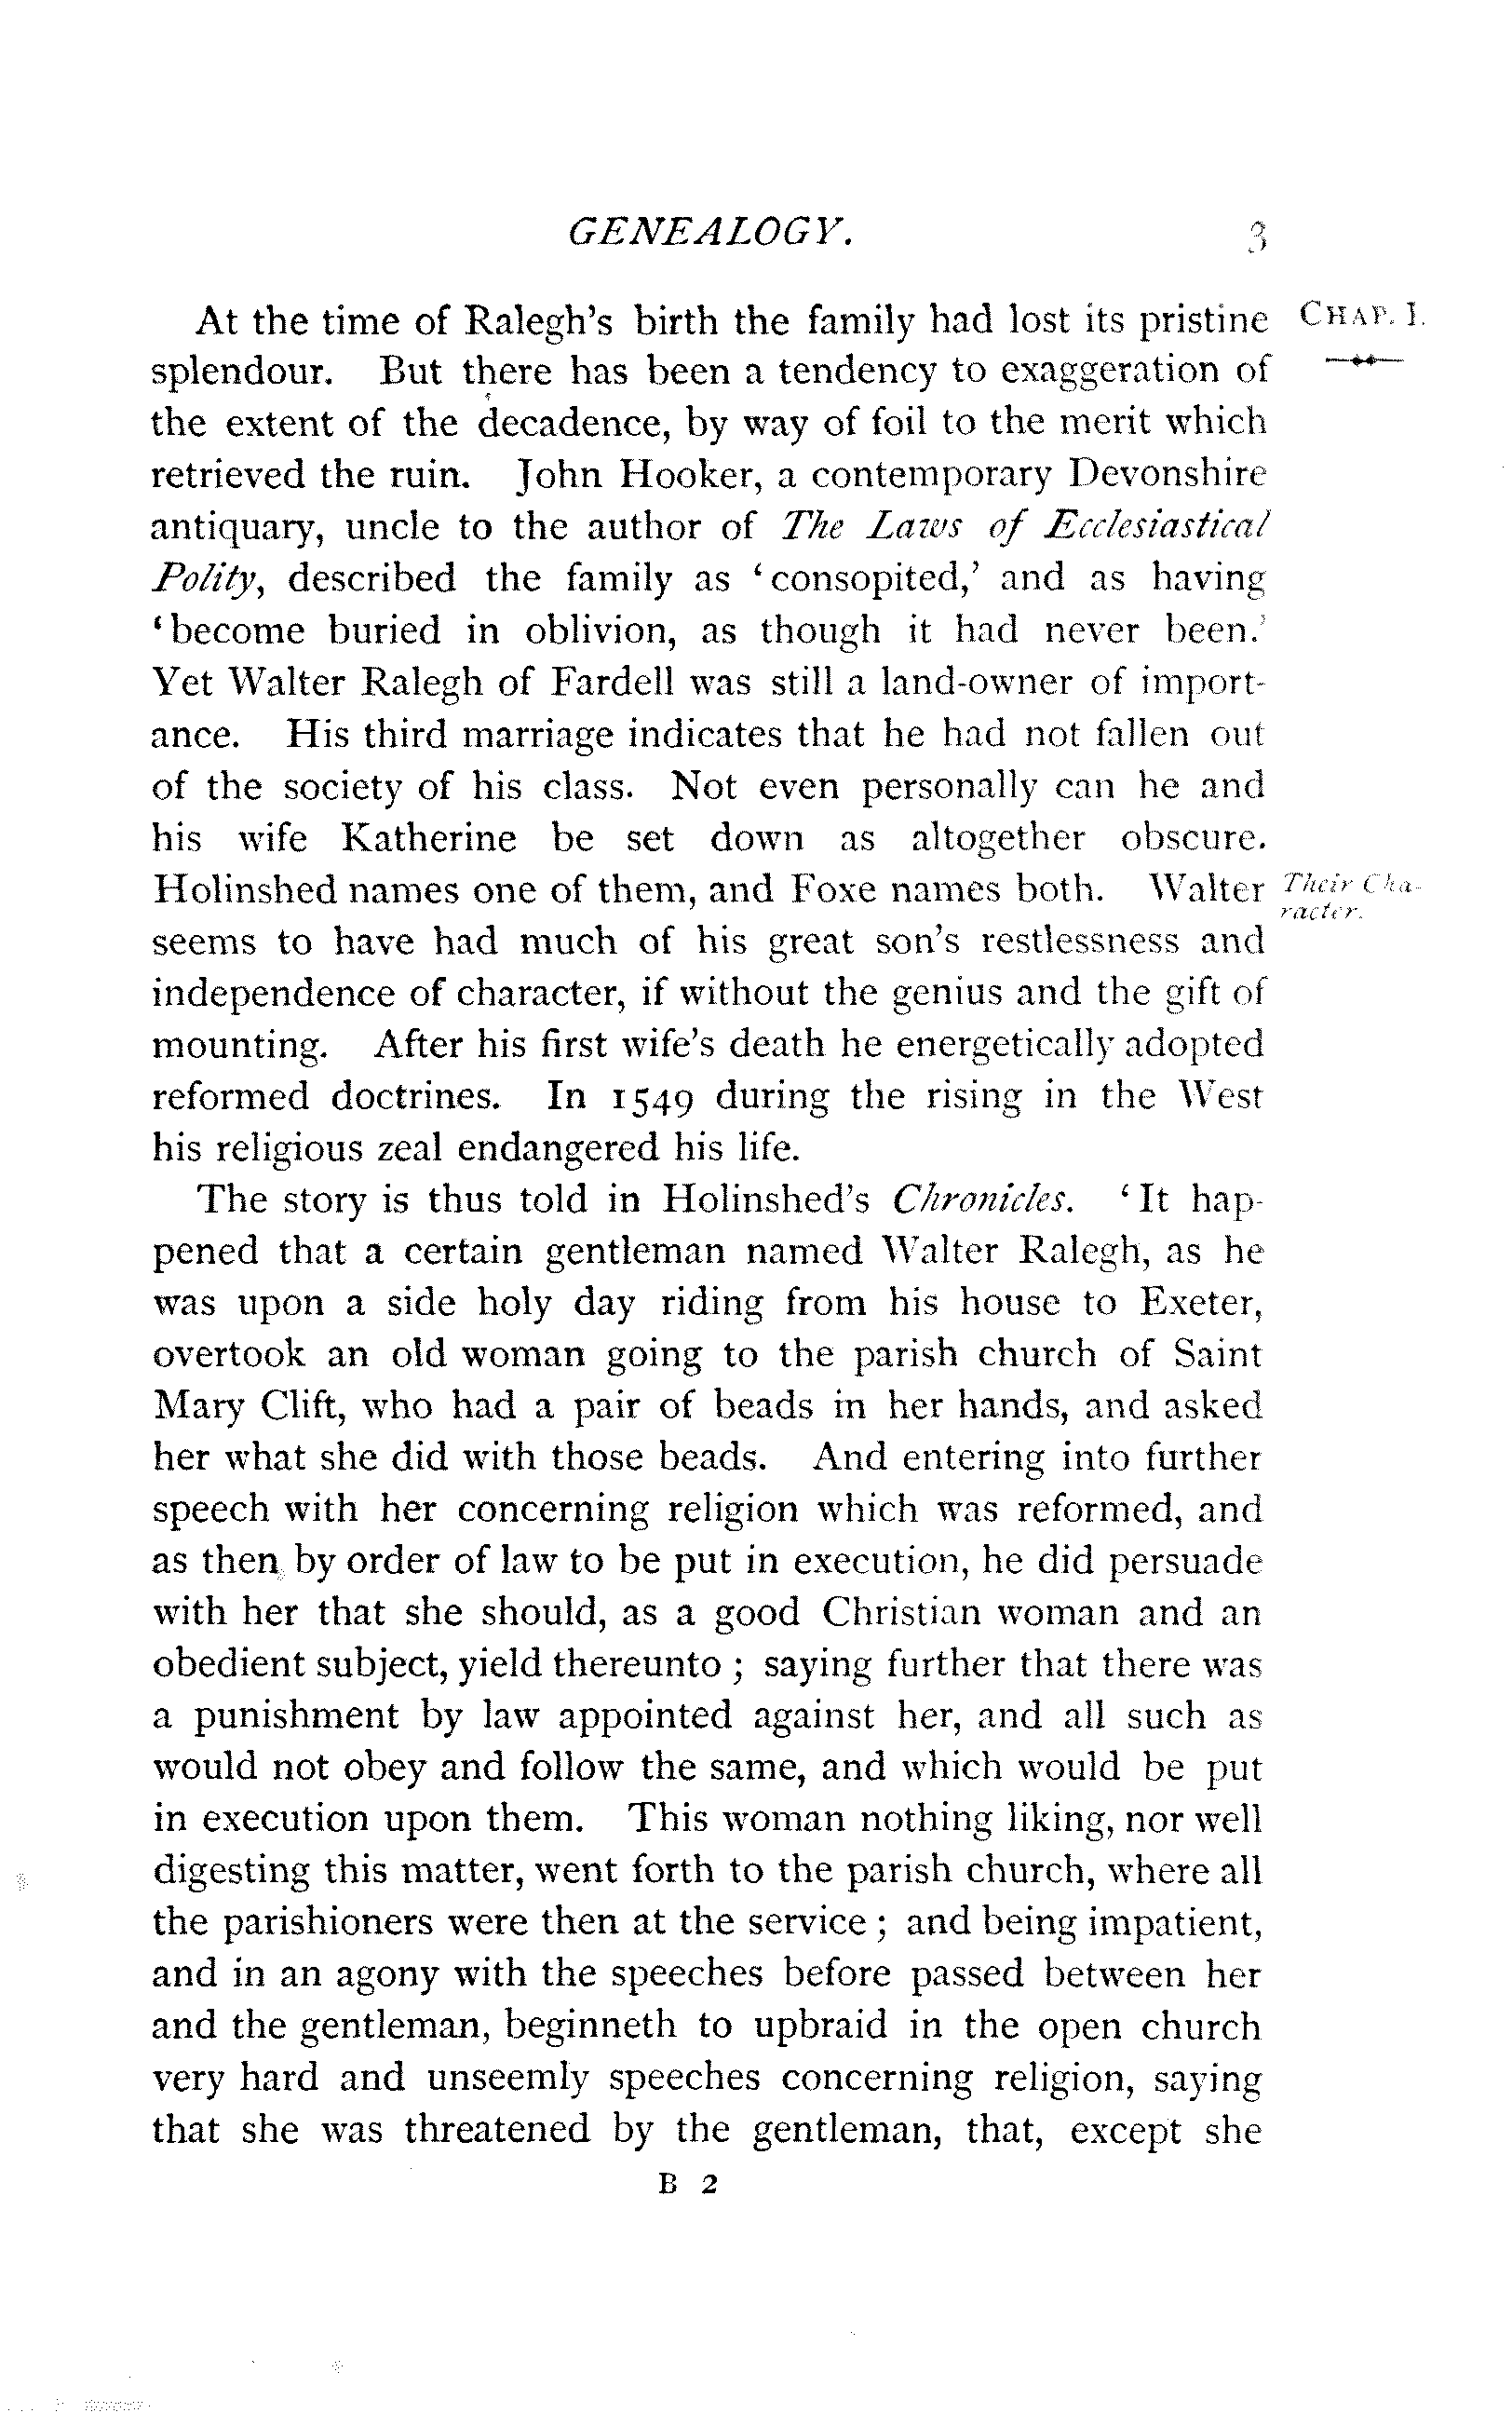 GENEALOGY. 3
At the time of Ralegh's birth the family had lost its pristine CHAP. I.
splendour. But there has been a tendency to exaggeration of
the extent of the decadence, by way of foil to the merit which
retrieved the ruin. John Hooker, a contemporary Devonshire
antiquary, uncle to the author of The Laws of Ecclesiastical
Polity, described the family as ‘consopited,’ and as having
‘become buried in oblivion, as though it had never been.’
Yet Walter Ralegh of Fardell was still a land-owner of import-
ance. His third marriage indicates that he had not fallen out
of the society of his class. Not even personally can he and
his wife Katherine be set down as altogether obscure.
Holinshed names one of them, and Foxe names both. Walter Their Cha-
racter.
seems to have had much of his great son's restlessness and
independence of character, if without the genius and the gift of
mounting. After his first wife's death he energetically adopted
reformed doctrines. In 1549 during the rising in the West
his religious zeal endangered his life.
The story is thus told in Holinshed's Chronicles. ‘It hap-
pened that a certain gentleman named Walter Ralegh, as he
was upon a side holy day riding from his house to Exeter,
overtook an old woman going to the parish church of Saint
Mary Clift, who had a pair of beads in her hands, and asked
her what she did with those beads. And entering into further
speech with her concerning religion which was reformed, and
as then by order of law to be put in execution, he did persuade
with her that she should, as a good Christian woman and an
obedient subject, yield thereunto; saying further that there was
a punishment by law appointed against her, and all such as
would not obey and follow the same, and which would be put
in execution upon them. This woman nothing liking, nor well
digesting this matter, went forth to the parish church, where all
the parishioners were then at the service; and being impatient,
and in an agony with the speeches before passed between her
and the gentleman, beginneth to upbraid in the open church
very hard and unseemly speeches concerning religion, saying
that she was threatened by the gentleman, that, except she
B 2